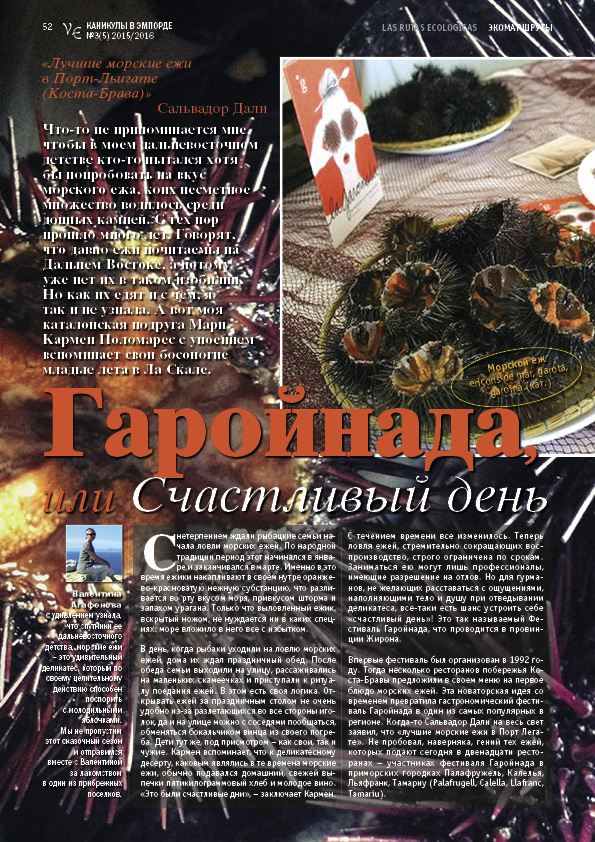 52
VE
КАНИКУЛЫ В ЭМПОРДЕ
№3(5) 2015/2016
LAS RUTAS ECOLOGICAS ЭКОМАРШРУТЫ
«Лучшие морские ежи
в Порт-Льигате
(Коста-Брава)»
Сальвадор Дали
Что-то не припоминается мне,
чтобы в моем дальневосточном
детстве кто-то пытался хотя
бы попробовать на вкус
морского ежа, коих несметное
множество водилось среди
донных камней. С тех пор
прошло много лет. Говорят,
что давно ежи почитаемы на
Дальнем Востоке, а потому
уже нет их в таком изобилии.
Но как их едят и с чем, я
так и не узнала. А вот моя
каталонская подруга Мари
Кармен Поломарес с упоением
вспоминает свои босоногие
младые лета в Ла Скале.
Морской еж
eriçons de mar, garota,
garoina (кат.)
Гаройнада,
или Счастливый день
Валентина
Агафонова
с удивлением узнала,
что спутники ее
дальневосточного
детства, морские ежи
– это удивительный
деликатес, который по
своему целительному
действию способен
поспорить
с молодильными
яблочками.
Мы не пропустим
этот сказочный сезон
и отправимся
вместе с Валентиной
за лакомством
в один из прибрежных
поселков.
С нетерпением ждали рыбацкие семьи на-
чала ловли морских ежей. По народной
традиции период этот начинался в янва-
ре и заканчивался в марте. Именно в это
время ежики накапливают в своем нутре оранже-
во-красноватую нежную субстанцию, что разли-
вается во рту вкусом моря, привкусом шторма и
запахом урагана. Только что выловленный ежик,
вскрытый ножом, не нуждается ни в каких спец-
иях: море вложило в него все с избытком.
В день, когда рыбаки уходили на ловлю морских
ежей, дома их ждал праздничный обед. После
обеда семьи выходили на улицу, рассаживались
на маленьких скамеечках и приступали к ритуа-
лу поедания ежей. В этом есть своя логика. От-
крывать ежей за праздничным столом не очень
удобно из-за разлетающихся во все стороны иго-
лок, да и на улице можно с соседями пообщаться,
обменяться бокальчиком винца из своего погре-
ба. Дети тут же, под присмотром – как свои, так и
чужие. Кармен вспоминает, что к деликатесному
десерту, каковым являлись в те времена морские
ежи, обычно подавался домашний, свежей вы-
печки пятикилограммовый хлеб и молодое вино.
«Это были счастливые дни», – заключает Кармен.
С течением времени все изменилось. Теперь
ловля ежей, стремительно сокращающих вос-
производство, строго ограничена по срокам.
Заниматься ею могут лишь профессионалы,
имеющие разрешение на отлов. Но для гурма-
нов, не желающих расставаться с ощущениями,
наполняющими тело и душу при отведывании
деликатеса, все-таки есть шанс устроить себе
«счастливый день»! Это так называемый Фе-
стиваль Гаройнада, что проводится в провин-
ции Жирона.
Впервые фестиваль был организован в 1992 го-
ду. Тогда несколько ресторанов побережья Ко-
ста-Бравы предложили в своем меню на первое
блюдо морских ежей. Эта новаторская идея со
временем превратила гастрономический фести-
валь Гаройнада в один из самых популярных в
регионе. Когда-то Сальвадор Дали на весь свет
заявил, что «лучшие морские ежи в Порт Лега-
те». Не пробовал, наверняка, гений тех ежей,
которых подают сегодня в двенадцати ресто-
ранах – участниках фестиваля Гаройнада в
приморских городках Палафружель, Калелья,
Льяфранк, Тамариу (Palafrugell, Calella, Llafranc,
Tamariu).